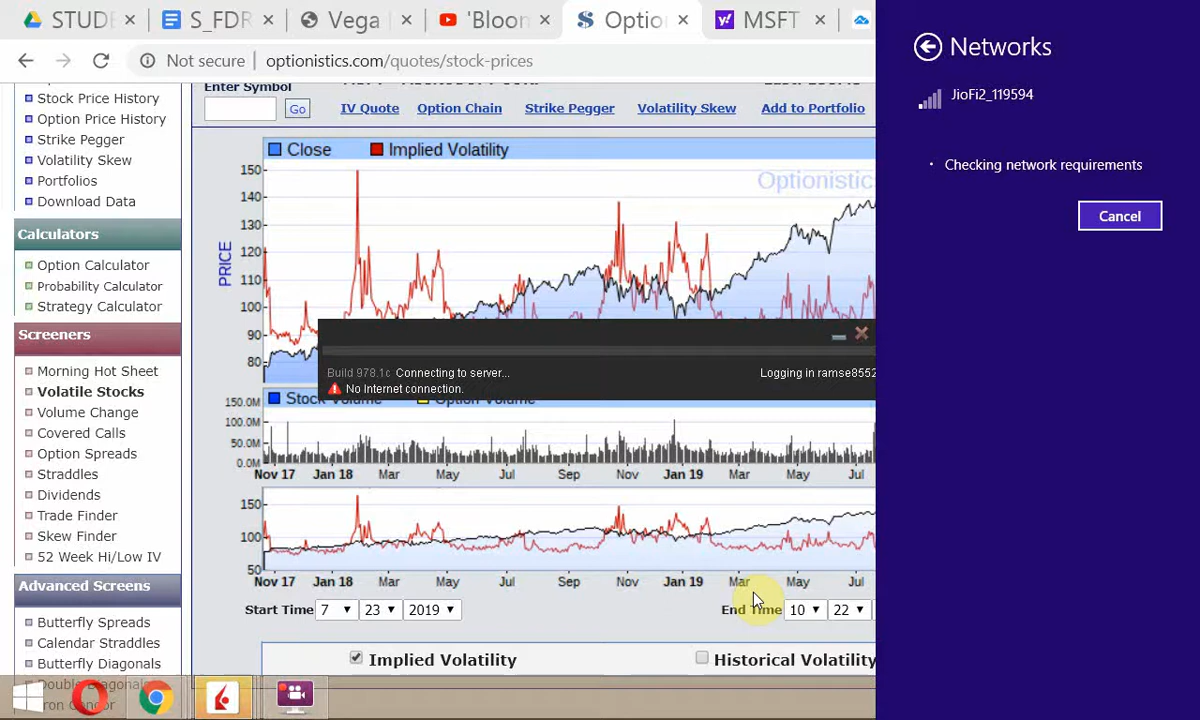 STUD
S_FDR
Vega
'Bloon
Optio
MSFT
Not secure
optionistics.com/quotes/stock-prices
Stock Price History
Option Price History
Strike Pegger
Volatility Skew
Portfolios
Download Data
Calculators
Option Calculator
Probability Calculator
Strategy Calculator
Screeners
Morning Hot Sheet
Volatile Stocks
Volume Change
Covered Calls
Option Spreads
Straddles
Dividends
Trade Finder
Skew Finder
52 Week Hi/Low IV
Advanced Screens
Butterfly Spreads
Calendar Straddles
Butterfly Diagonals
Double Diagonals
Iron Condor
Enter Symbol
Go
IV Quote Option Chain Strike Pegger Volatility Skew Add to Portfolio
Close Implied Volatility
Optionistic
PRICE
150
140
130
120
110
100
90
80
Build 978.1c Connecting to server... Logging in ramse8552
No Internet connection.
Stock Volume Option Volume
150.0M
100.0M
50.0M
0.0M
Nov 17 Jan 18 Mar May Jul Sep Nov Jan 19 Mar May Jul
150
100
50
Nov 17 Jan 18 Mar May Jul Sep Nov Jan 19 Mar May Jul
Start Time 7 23 2019 End Time 10 22
Implied Volatility Historical Volatility
Networks
JioFi2_119594
Checking network requirements
Cancel